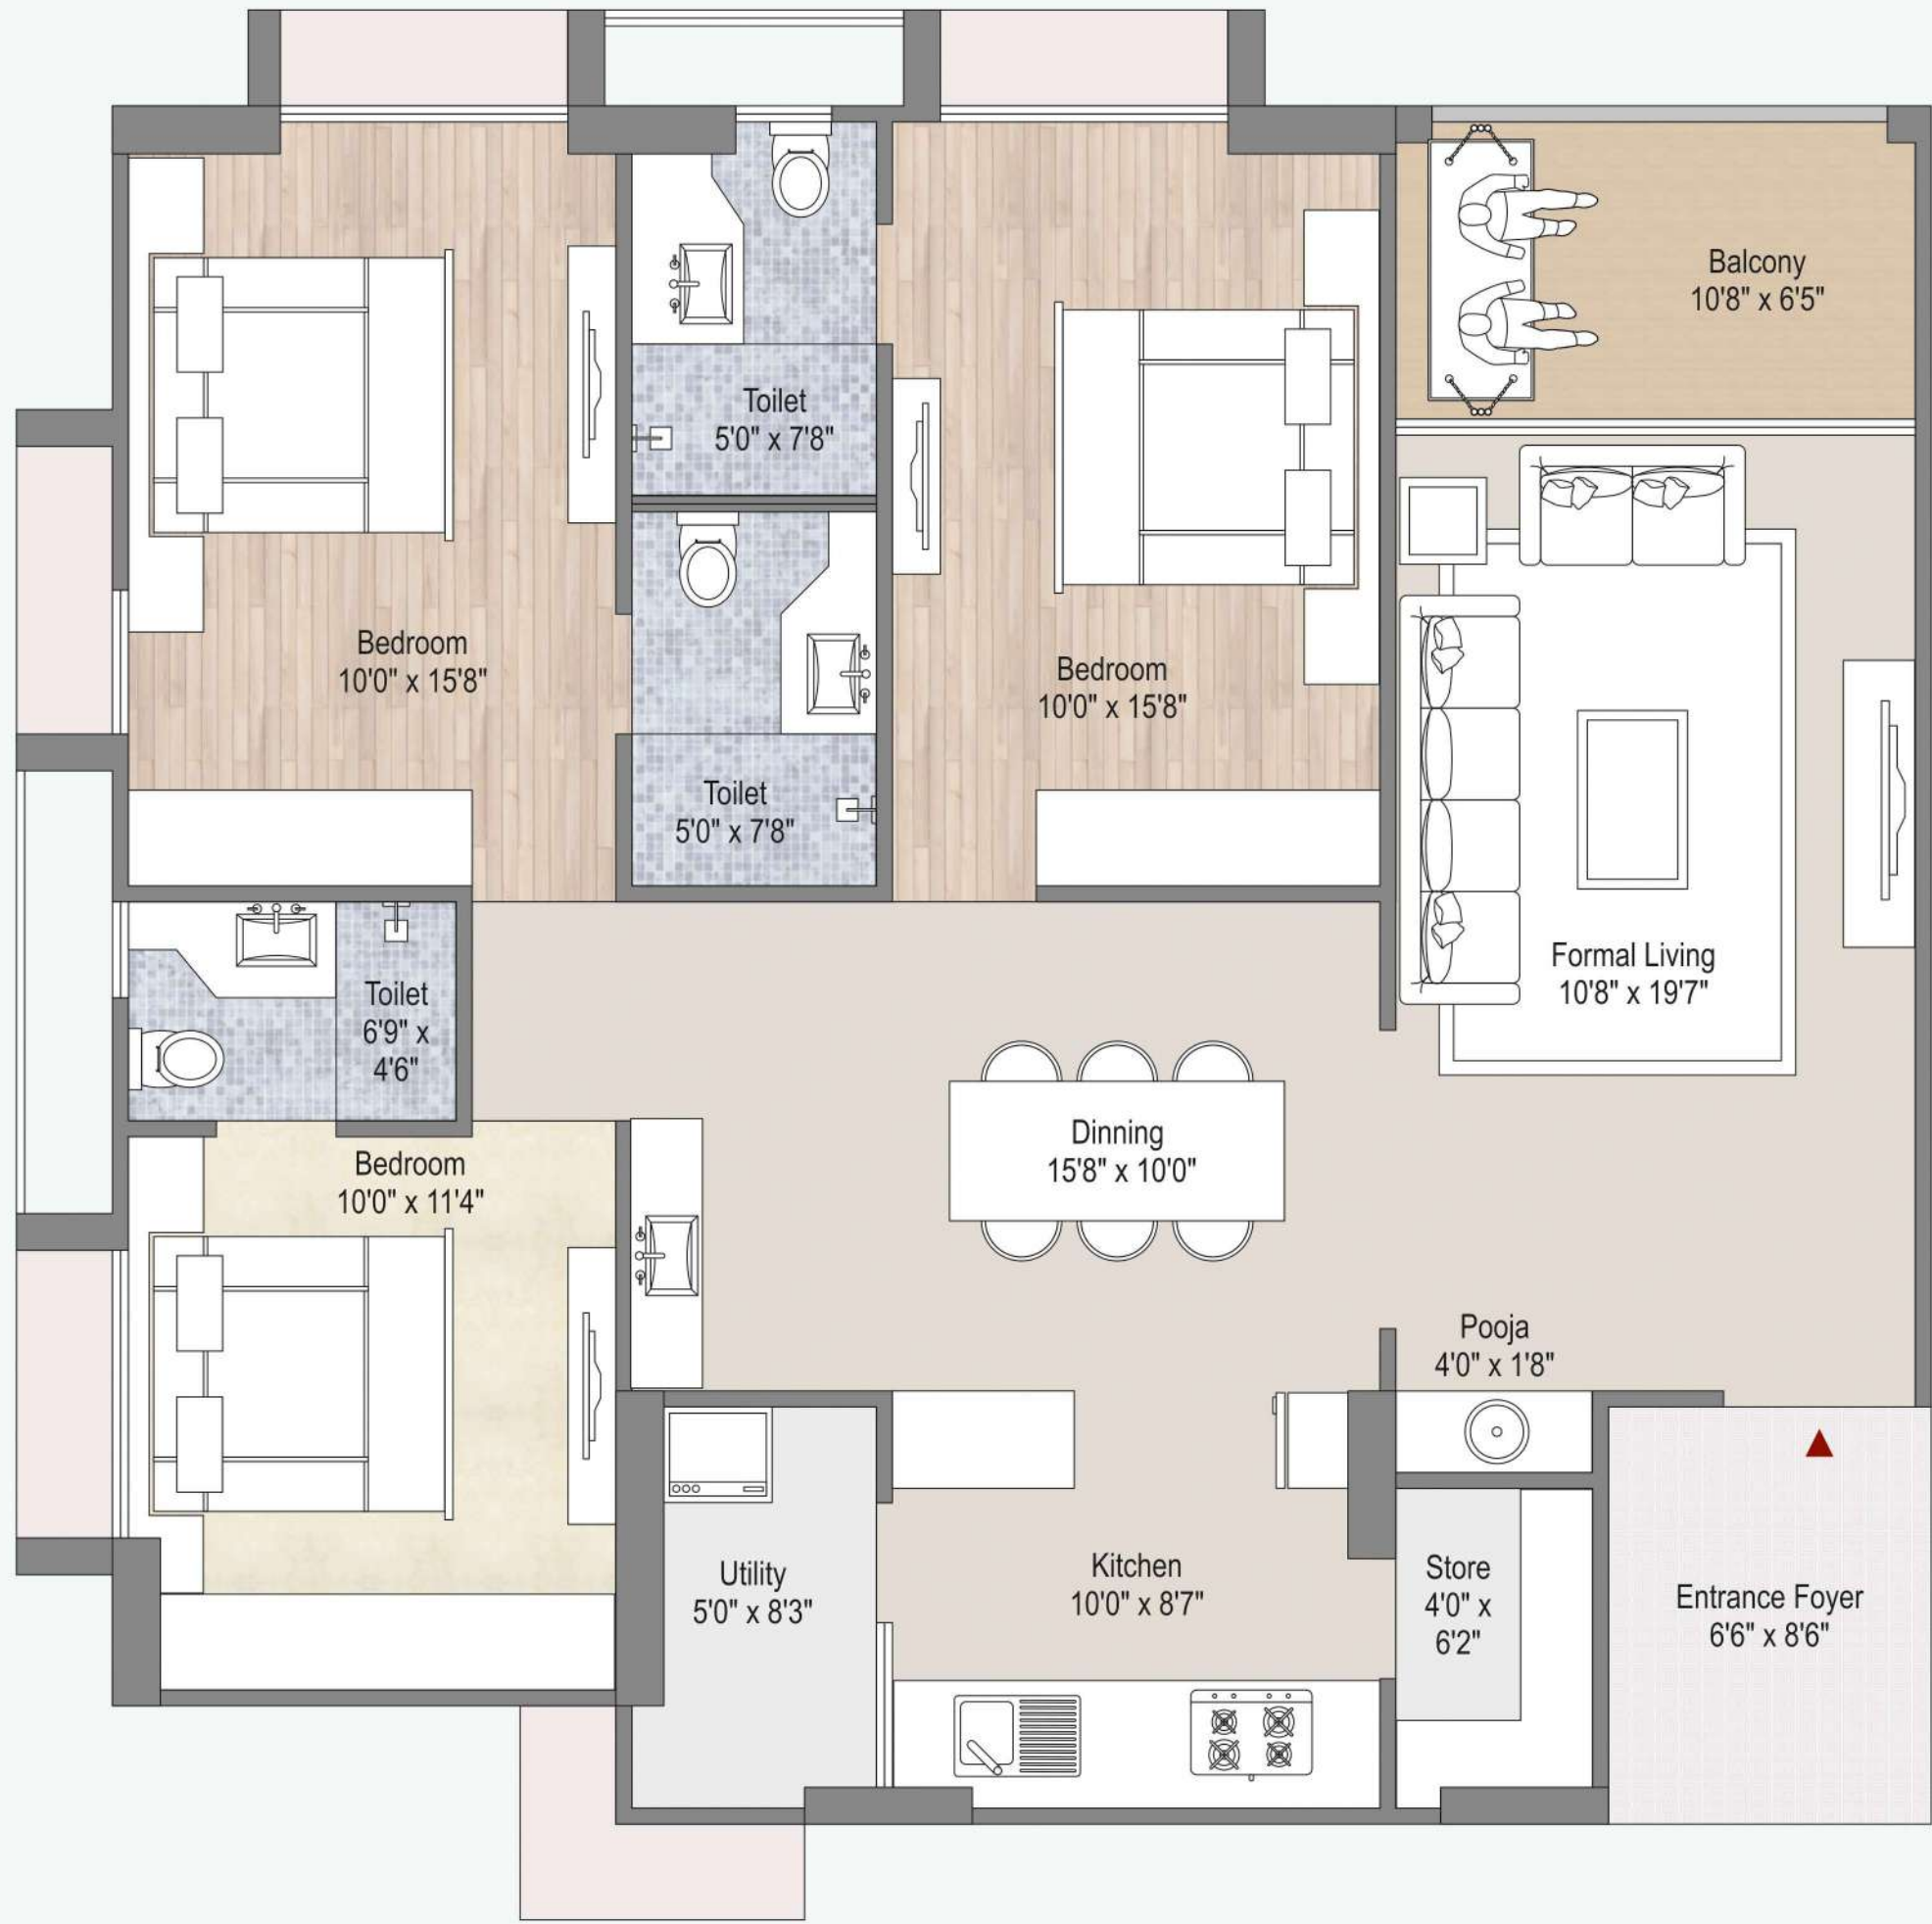 Balcony
10'8" x 6'5"
Toilet
5'0" x 7'8"
Bedroom
10'0" x 15'8"
Bedroom
10'0" x 15'8"
Toilet
5'0" x 7'8"
Formal Living
10'8" x 19'7"
Toilet
6'9" x
4'6"
Dinning
15'8" x 10'0"
Bedroom
10'0" x 11'4"
Pooja
4'0" x 1'8"
Utility
5'0" x 8'3"
Kitchen
10'0" x 8'7"
Store
4'0" x
6'2"
Entrance Foyer
6'6" x 8'6"